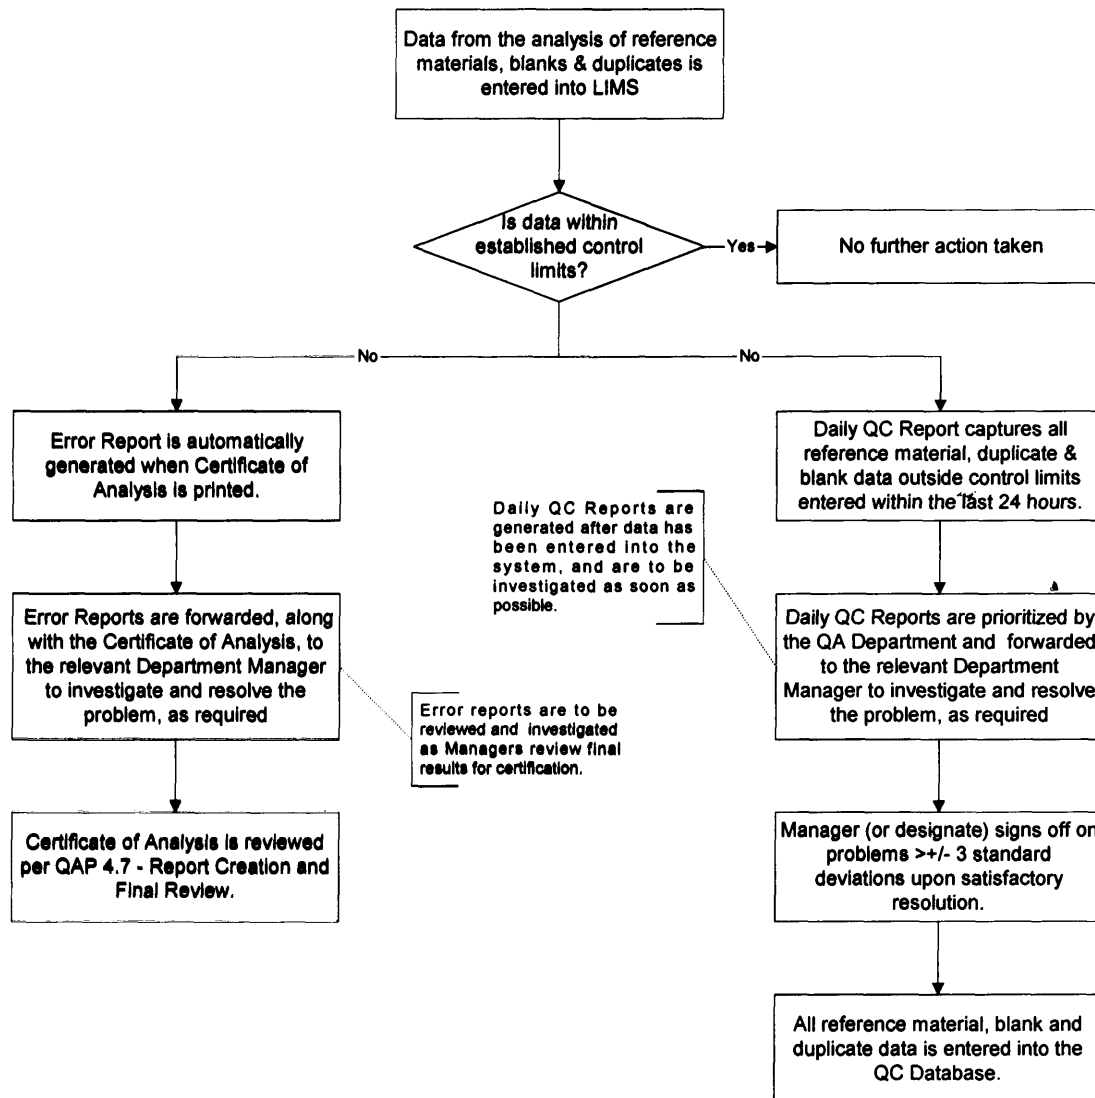 Data from the analysis of reference
materials, blanks & duplicates is
entered into LIMS
Is data within
established control
limits?
Yes
No further action taken
No
No
Error Report is automatically
generated when Certificate of
Analysis is printed.
Daily QC Report captures all
reference material, duplicate &
blank data outside control limits
entered within the last 24 hours.
Daily QC Reports are
generated after data has
been entered into the
system, and are to be
investigated as soon as
possible.
Error Reports are forwarded, along
with the Certificate of Analysis, to
the relevant Department Manager
to investigate and resolve the
problem, as required
Daily QC Reports are prioritized by
the QA Department and forwarded
to the relevant Department
Manager to investigate and resolve
the problem, as required
Error reports are to be
reviewed and investigated
as Managers review final
results for certification.
Certificate of Analysis is reviewed
per QAP 4.7 - Report Creation and
Final Review.
Manager (or designate) signs off on
problems >+/- 3 standard
deviations upon satisfactory
resolution.
All reference material, blank and
duplicate data is entered into the
QC Database.